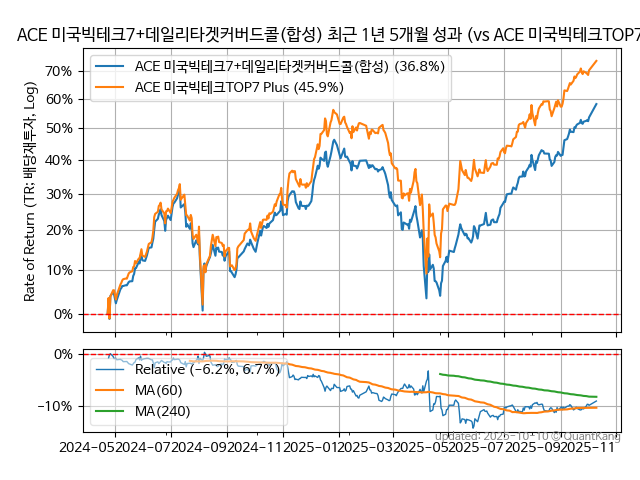 ACE 미국빅테크7+데일리타겟커버드콜(합성) 최근 1년 5개월 성과 (vs ACE 미국빅테크TOP7
ACE 미국빅테크7+데일리타겟커버드콜(합성) (36.8%)
ACE 미국빅테크TOP7 Plus (45.9%)
Rate of Return (TR: 배당재투자, Log)
70%
60%
50%
40%
30%
20%
10%
0%
0%
−10%
Relative (−6.2%, 6.7%)
MA(60)
MA(240)
2024-05
2024-07
2024-09
2024-11
2025-01
2025-03
2025-05
2025-07
2025-09
2025-11
updated: 2025-10-10 © QuantKang